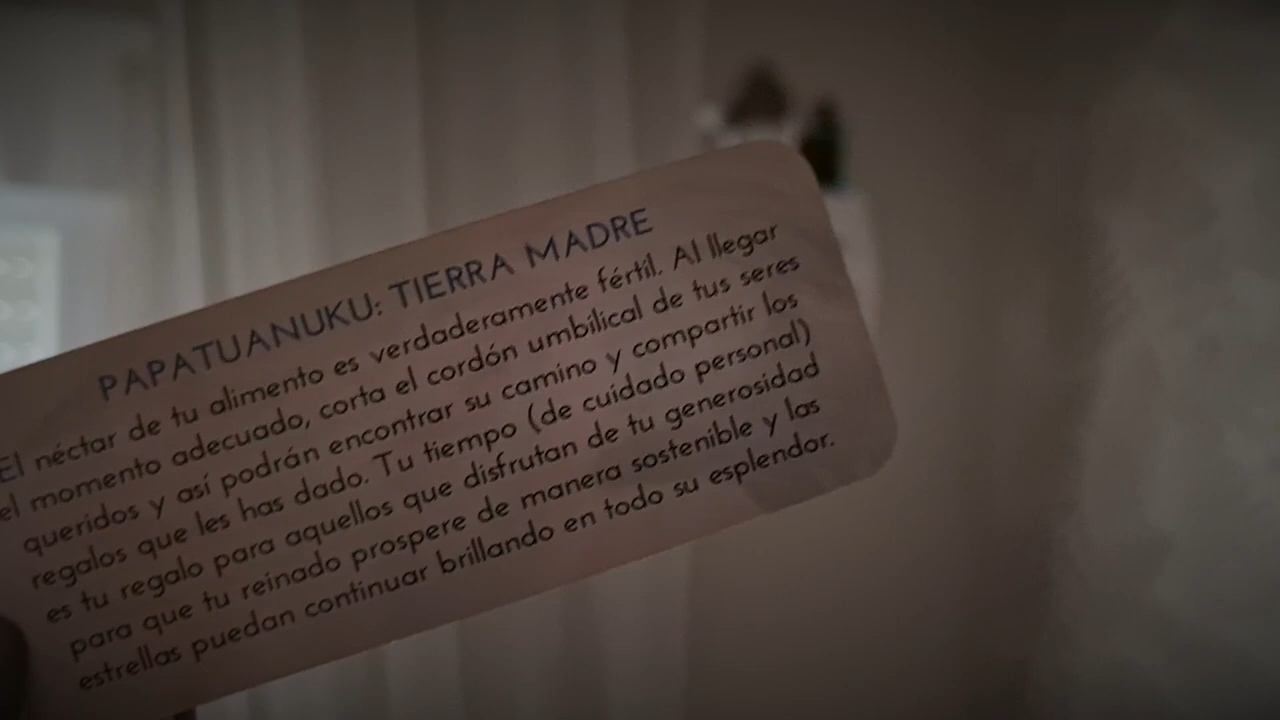 PAPATUANUKU: TIERRA MADRE
El néctar de tu alimento es verdaderamente fértil. Al llegar
el momento adecuado, corta el cordón umbilical de tus seres
queridos y así podrán encontrar su camino y compartir los
regalos que les has dado. Tu tiempo (de cuidado personal)
es tu regalo para aquellos que disfrutan de tu generosidad
para que tu reinado prospere de manera sostenible y las
estrellas puedan continuar brillando en todo su esplendor.